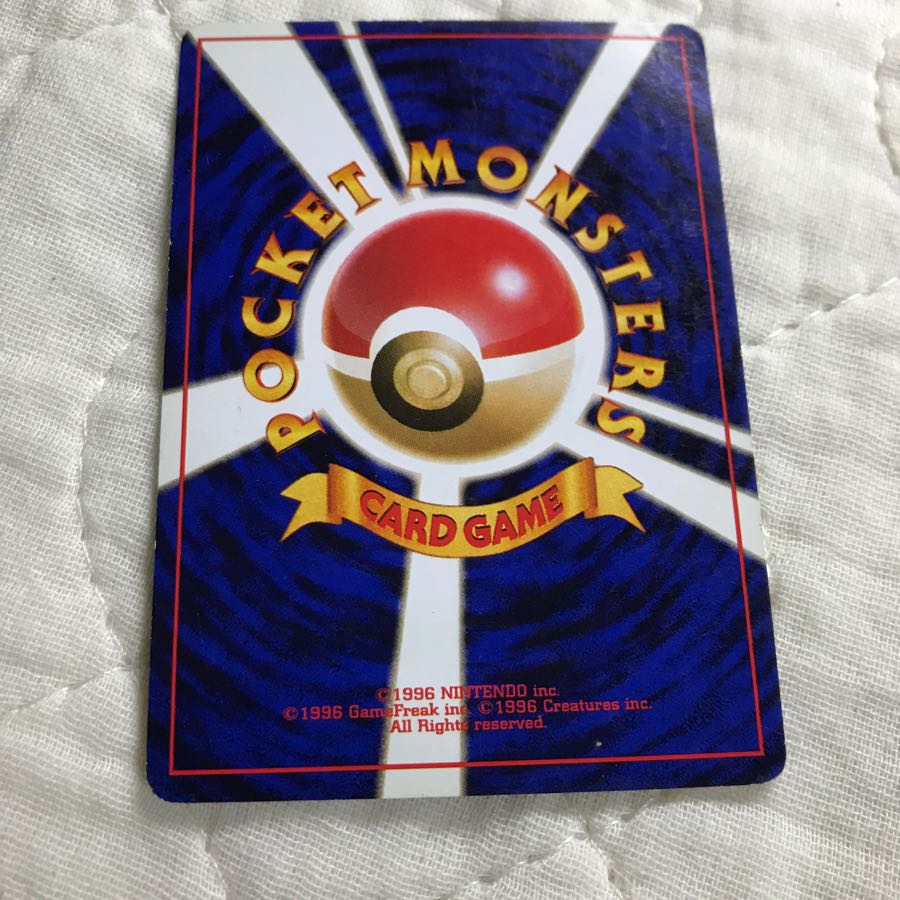 POCKET MONSTERS
CARD GAME
©1996 NINTENDO inc.
©1996 GameFreak inc. ©1996 Creatures inc.
All Rights reserved.